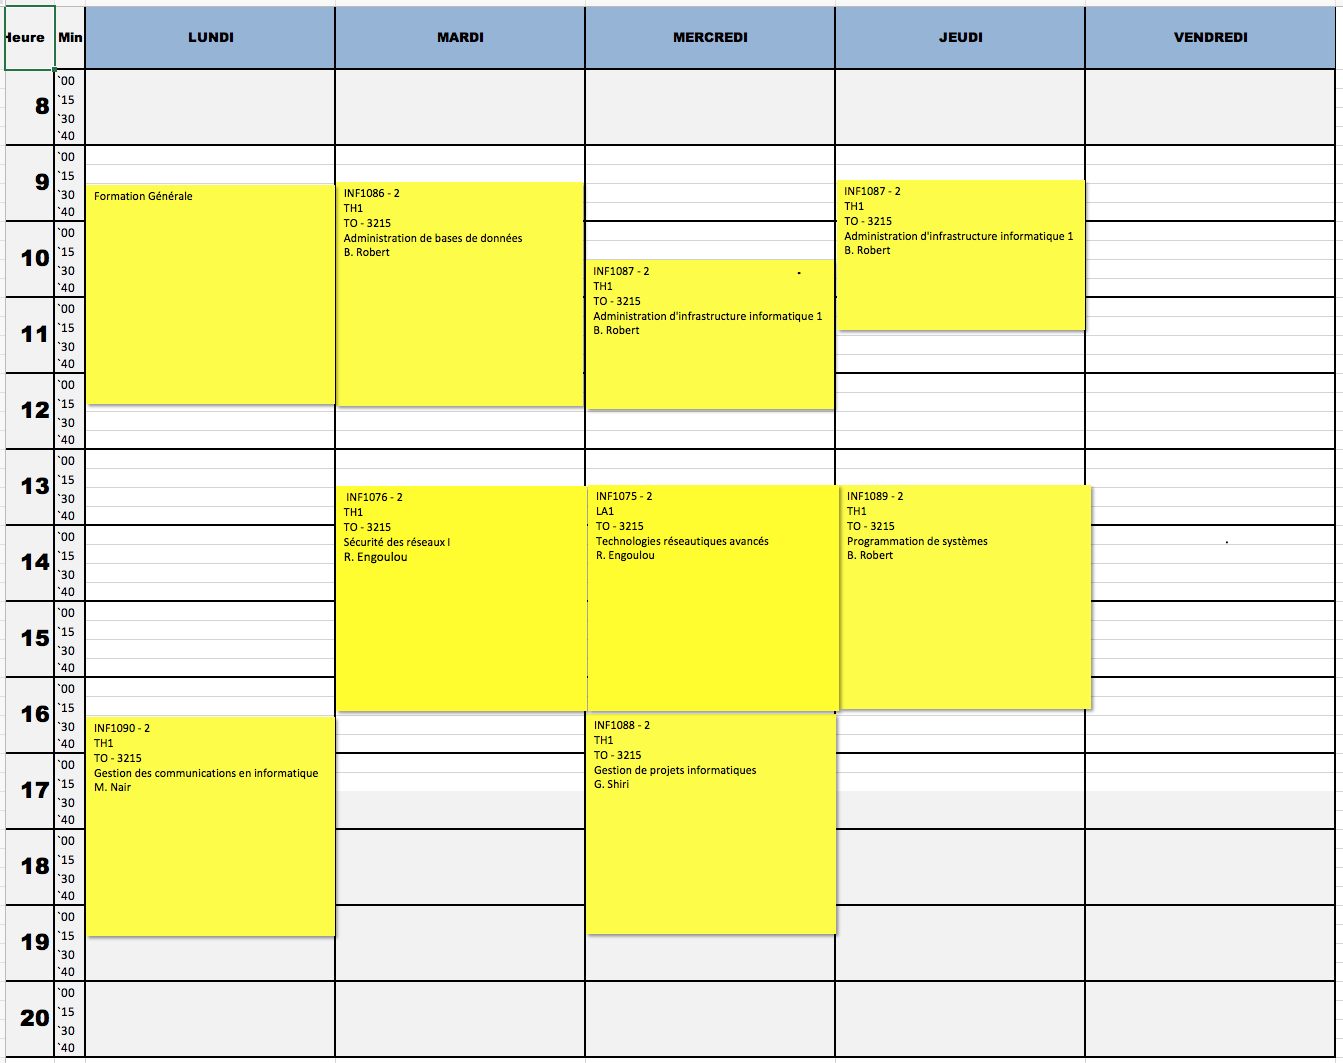 Heure Min LUNDI MARDI MERCREDI JEUDI VENDREDI
8
`00
`15
`30
`40
9
`00
`15
`30
`40
10
`00
`15
`30
`40
11
`00
`15
`30
`40
12
`00
`15
`30
`40
13
`00
`15
`30
`40
14
`00
`15
`30
`40
15
`00
`15
`30
`40
16
`00
`15
`30
`40
17
`00
`15
`30
`40
18
`00
`15
`30
`40
19
`00
`15
`30
`40
20
`00
`15
`30
`40
Formation Générale
INF1090 - 2
TH1
TO - 3215
Gestion des communications en informatique
M. Nair
INF1086 - 2
TH1
TO - 3215
Administration de bases de données
B. Robert
INF1076 - 2
TH1
TO - 3215
Sécurité des réseaux I
R. Engoulou
INF1087 - 2
TH1
TO - 3215
Administration d'infrastructure informatique 1
B. Robert
INF1075 - 2
LA1
TO - 3215
Technologies réseautiques avancés
R. Engoulou
INF1088 - 2
TH1
TO - 3215
Gestion de projets informatiques
G. Shiri
INF1087 - 2
TH1
TO - 3215
Administration d'infrastructure informatique 1
B. Robert
INF1089 - 2
TH1
TO - 3215
Programmation de systèmes
B. Robert